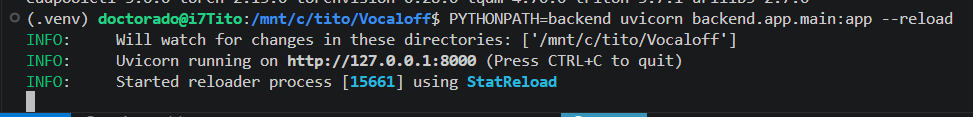 (.venv) doctorado@i7Tito:/mnt/c/tito/Vocaloff$ PYTHONPATH=backend uvicorn backend.app.main:app --reload
INFO:     Will watch for changes in these directories: ['/mnt/c/tito/Vocaloff']
INFO:     Uvicorn running on http://127.0.0.1:8000 (Press CTRL+C to quit)
INFO:     Started reloader process [15661] using StatReload